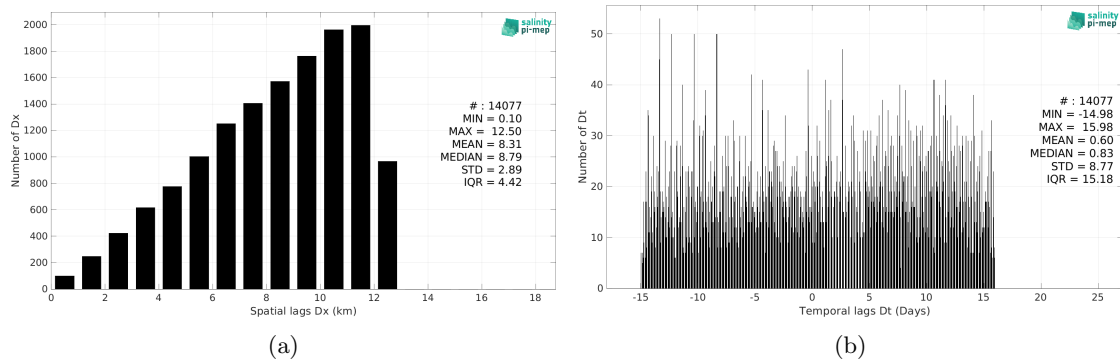 2000
1800
1600
1400
1200
1000
800
600
400
200
0
0 2 4 6 8 10 12 14 16 18
Number of Dx
Spatial lags Dx (km)
salinity
pi-mep
# : 14077
MIN = 0.10
MAX = 12.50
MEAN = 8.31
MEDIAN = 8.79
STD = 2.89
IQR = 4.42
(a)
50
40
30
20
10
0
-15 -10 -5 0 5 10 15 20 25
Number of Dt
Temporal lags Dt (Days)
salinity
pi-mep
# : 14077
MIN = -14.98
MAX = 15.98
MEAN = 0.60
MEDIAN = 0.83
STD = 8.77
IQR = 15.18
(b)